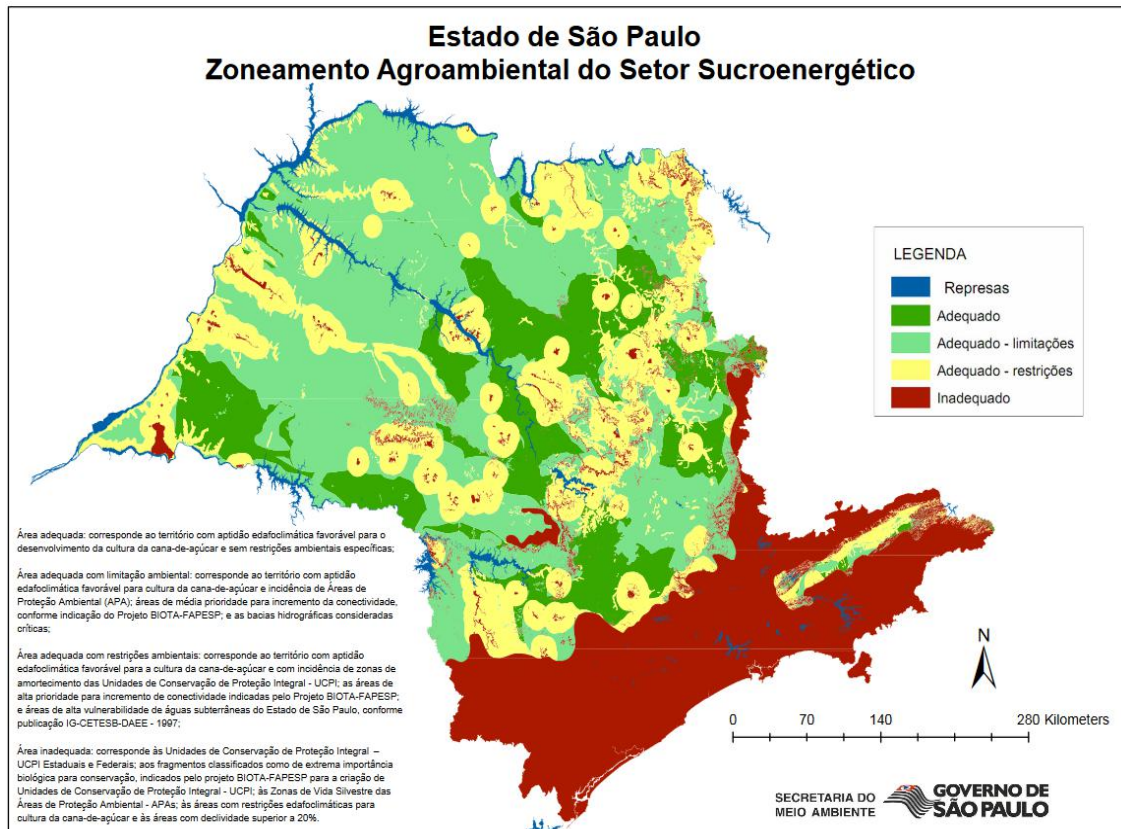 Estado de São Paulo
Zoneamento Agroambiental do Setor Sucroenergético
LEGENDA
Represas
Adequado
Adequado - limitações
Adequado - restrições
Inadequado
Área adequada: corresponde ao território com aptidão edafoclimática favorável para o
desenvolvimento da cultura da cana-de-açúcar e sem restrições ambientais específicas;
Área adequada com limitação ambiental: corresponde ao território com aptidão
edafoclimática favorável para cultura da cana-de-açúcar e incidência de Áreas de
Proteção Ambiental (APA); áreas de média prioridade para incremento da conectividade,
conforme indicação do Projeto BIOTA-FAPESP; e as bacias hidrográficas consideradas
críticas;
Área adequada com restrições ambientais: corresponde ao território com aptidão
edafoclimática favorável para a cultura da cana-de-açúcar e com incidência de zonas de
amortecimento das Unidades de Conservação de Proteção Integral - UCPI; as áreas de
alta prioridade para incremento de conectividade indicadas pelo Projeto BIOTA-FAPESP;
e áreas de alta vulnerabilidade de águas subterrâneas do Estado de São Paulo, conforme
publicação IG-CETESB-DAEE - 1997;
Área inadequada: corresponde às Unidades de Conservação de Proteção Integral –
UCPI Estaduais e Federais; aos fragmentos classificados como de extrema importância
biológica para conservação, indicados pelo projeto BIOTA-FAPESP para a criação de
Unidades de Conservação de Proteção Integral - UCPI; às Zonas de Vida Silvestre das
Áreas de Proteção Ambiental - APAs; às áreas com restrições edafoclimáticas para
cultura da cana-de-açúcar e às áreas com declividade superior a 20%.
N
0 70 140 280 Kilometers
SECRETARIA DO
MEIO AMBIENTE
GOVERNO DE
SÃO PAULO